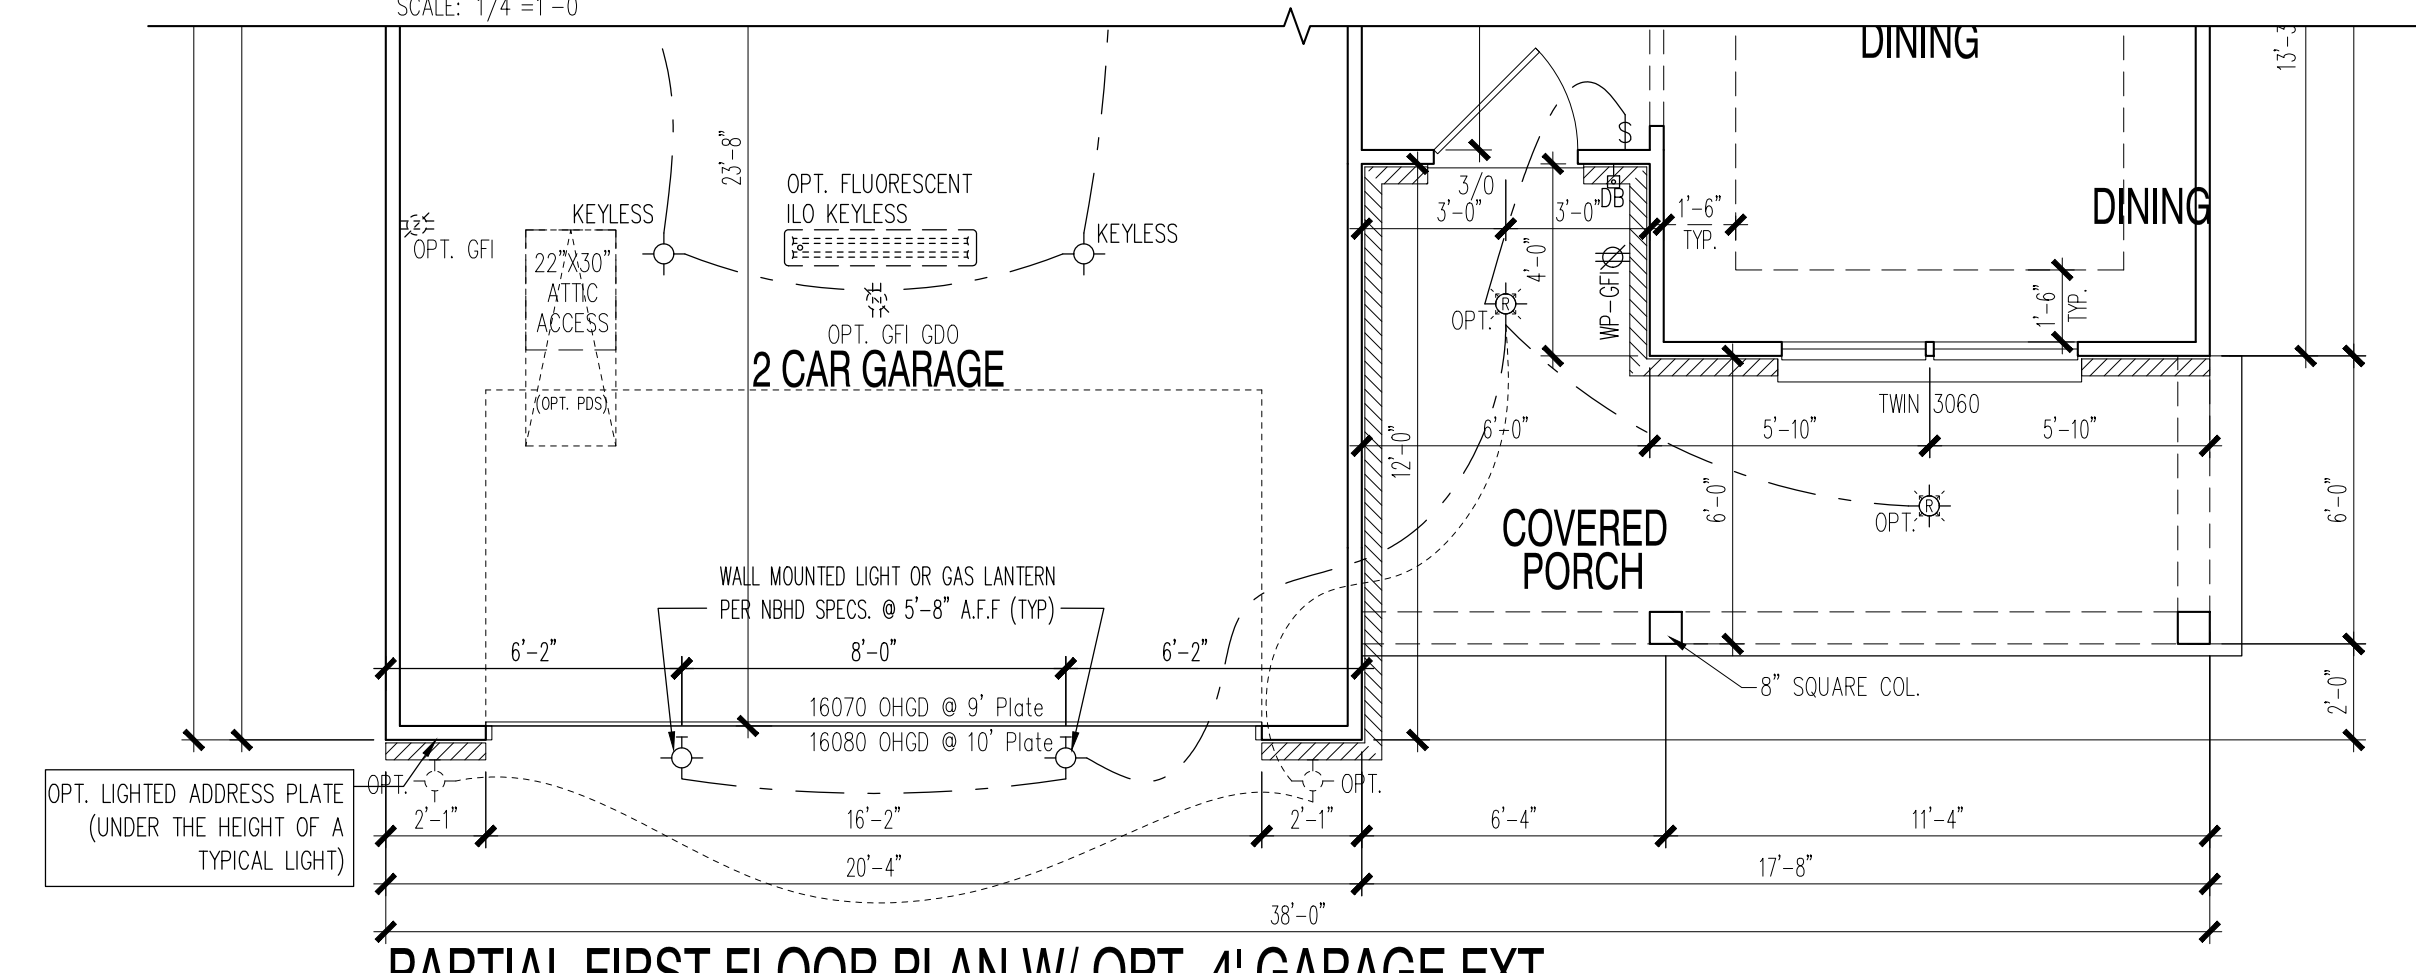 SCALE: 1/4"=1'-0
DINING
13'-3
23'-8"
S
OPT. FLUORESCENT
ILO KEYLESS
3/0
DB
KEYLESS
3'-0"
3'-0"
1'-6"
TYP.
DINING
KEYLESS
OPT. GFI
22"X30"
ATTIC
ACCESS
4'-0"
WP-GFI
R
OPT.
1'-6"
TYP.
OPT. GFI GDO
2 CAR GARAGE
(OPT. PDS)
TWIN 3060
12'-0"
6'-0"
5'-10"
5'-10"
6'-0"
6'-0"
R
OPT.
COVERED
PORCH
WALL MOUNTED LIGHT OR GAS LANTERN
PER NBHD SPECS. @ 5'-8" A.F.F (TYP)
6'-2"
8'-0"
6'-2"
8" SQUARE COL.
2'-0"
16070 OHGD @ 9' Plate
16080 OHGD @ 10' Plate
OPT.
OPT.
OPT. LIGHTED ADDRESS PLATE
(UNDER THE HEIGHT OF A
TYPICAL LIGHT)
2'-1"
16'-2"
2'-1"
6'-4"
11'-4"
20'-4"
17'-8"
38'-0"
PARTIAL FIRST FLOOR PLAN W/ OPT. 4' GARAGE EXT.